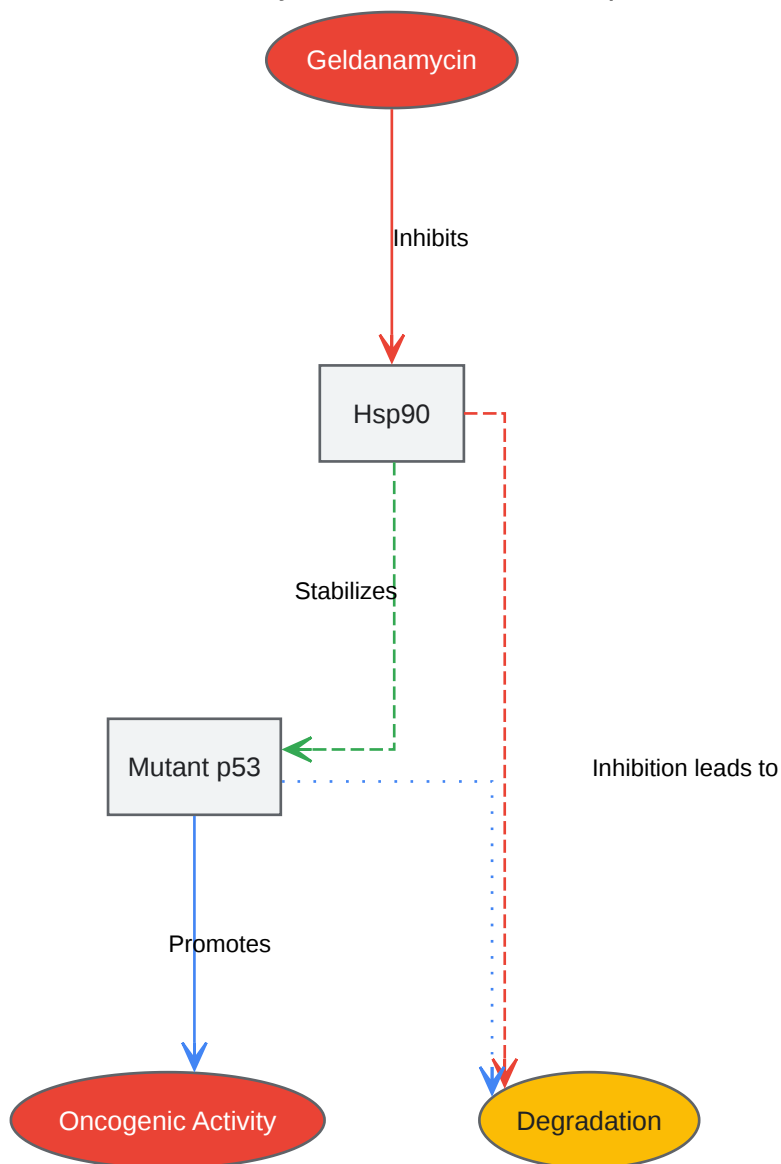 Geldanamycin
Inhibits
Hsp90
Stabilizes
Mutant p53
Inhibition leads to
Promotes
Oncogenic Activity
Degradation